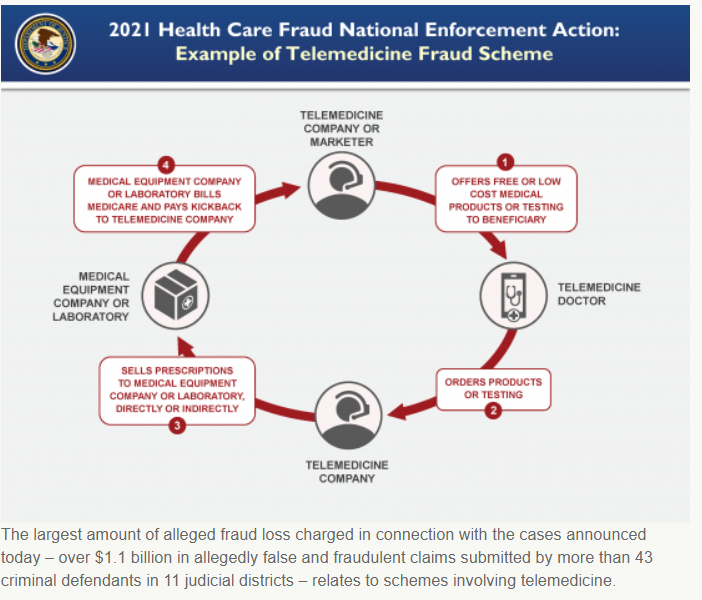 2021 Health Care Fraud National Enforcement Action:
Example of Telemedicine Fraud Scheme
TELEMEDICINE
COMPANY OR
MARKETER
1
OFFERS FREE OR LOW
COST MEDICAL
PRODUCTS OR TESTING
TO BENEFICIARY
TELEMEDICINE
DOCTOR
ORDERS PRODUCTS
OR TESTING
2
TELEMEDICINE
COMPANY
SELLS PRESCRIPTIONS
TO MEDICAL EQUIPMENT
COMPANY OR LABORATORY,
DIRECTLY OR INDIRECTLY
3
MEDICAL
EQUIPMENT
COMPANY OR
LABORATORY
4
MEDICAL EQUIPMENT COMPANY
OR LABORATORY BILLS
MEDICARE AND PAYS KICKBACK
TO TELEMEDICINE COMPANY
The largest amount of alleged fraud loss charged in connection with the cases announced
today – over $1.1 billion in allegedly false and fraudulent claims submitted by more than 43
criminal defendants in 11 judicial districts – relates to schemes involving telemedicine.